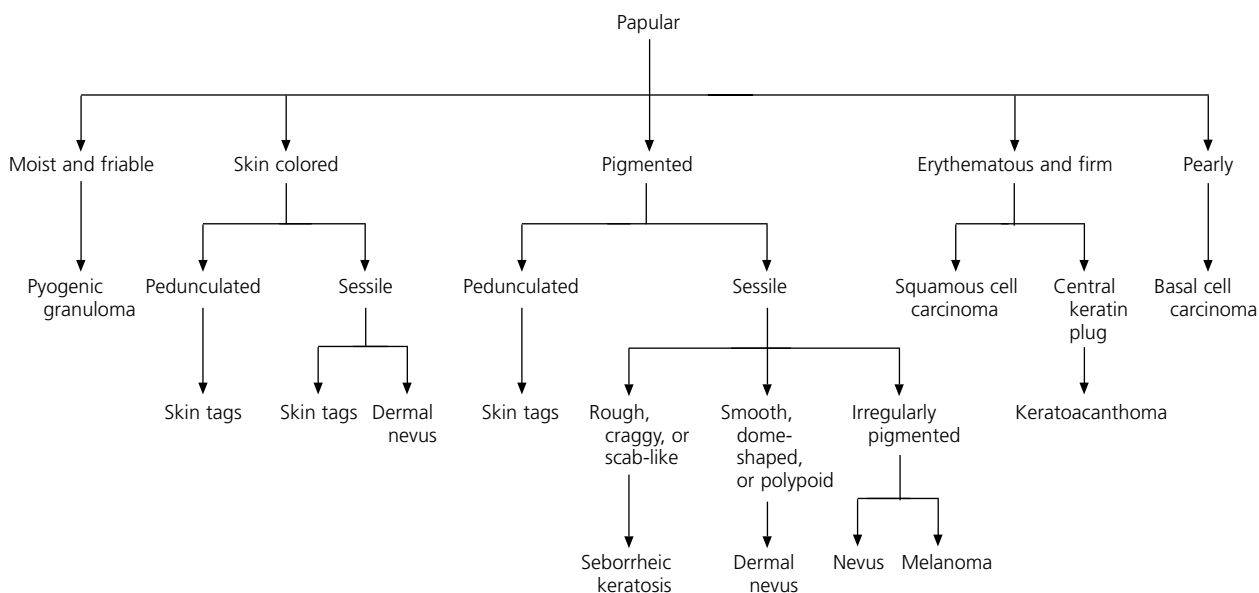 Papular
Moist and friable
Skin colored
Pigmented
Erythematous and firm
Pearly
Pyogenic
granuloma
Pedunculated
Sessile
Pedunculated
Sessile
Squamous cell
carcinoma
Central
keratin
plug
Basal cell
carcinoma
Skin tags
Skin tags
Dermal
nevus
Skin tags
Rough,
craggy, or
scab-like
Smooth,
dome-
shaped,
or polypoid
Irregularly
pigmented
Keratoacanthoma
Seborrheic
keratosis
Dermal
nevus
Nevus
Melanoma